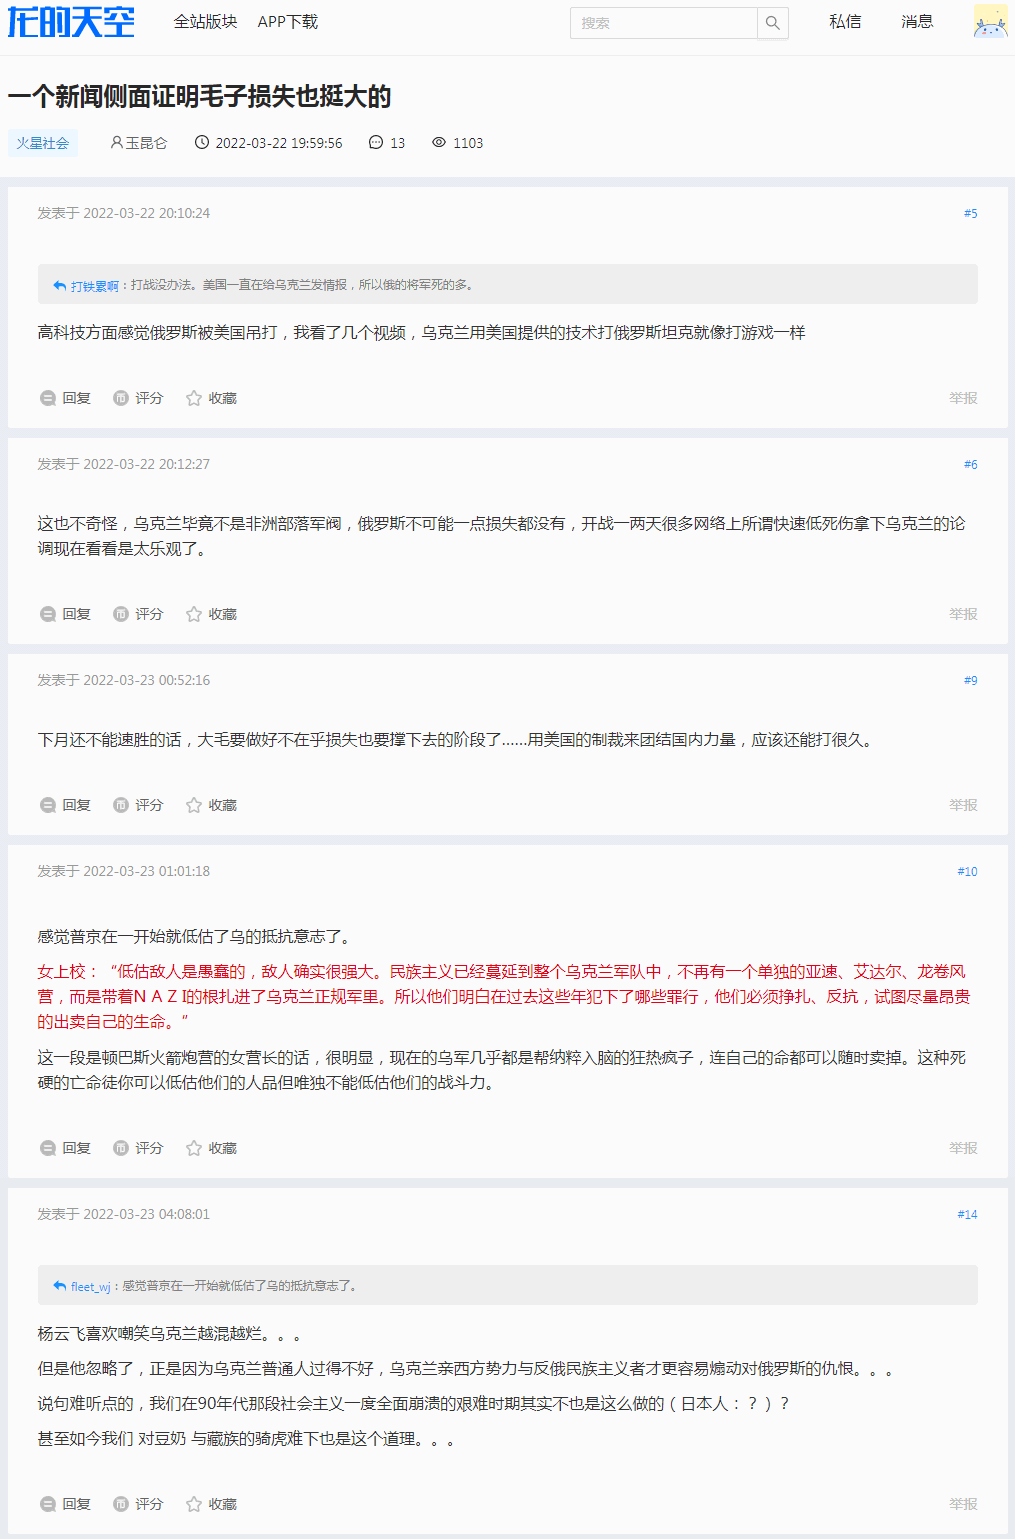 龙的天空
全站版块 APP下载 搜索 私信 消息
一个新闻侧面证明毛子损失也挺大的
火星社会 玉昆仑 2022-03-22 19:59:56 13 1103
发表于 2022-03-22 20:10:24 #5
打铁累啊：打战没办法。美国一直在给乌克兰发情报，所以俄的将军死的多。
高科技方面感觉俄罗斯被美国吊打，我看了几个视频，乌克兰用美国提供的技术打俄罗斯坦克就像打游戏一样
回复 评分 收藏 举报
发表于 2022-03-22 20:12:27 #6
这也不奇怪，乌克兰毕竟不是非洲部落军阀，俄罗斯不可能一点损失都没有，开战一两天很多网络上所谓快速低死伤拿下乌克兰的论
调现在看看是太乐观了。
回复 评分 收藏 举报
发表于 2022-03-23 00:52:16 #9
下月还不能速胜的话，大毛要做好不在乎损失也要撑下去的阶段了......用美国的制裁来团结国内力量，应该还能打很久。
回复 评分 收藏 举报
发表于 2022-03-23 01:01:18 #10
感觉普京在一开始就低估了乌的抵抗意志了。
女上校：“低估敌人是愚蠢的，敌人确实很强大。民族主义已经蔓延到整个乌克兰军队中，不再有一个单独的亚速、艾达尔、龙卷风
营，而是带着N A Z I的根扎进了乌克兰正规军里。所以他们明白在过去这些年犯下了哪些罪行，他们必须挣扎、反抗，试图尽量昂贵
的出卖自己的生命。”
这一段是顿巴斯火箭炮营的女营长的话，很明显，现在的乌军几乎都是帮纳粹入脑的狂热疯子，连自己的命都可以随时卖掉。这种死
硬的亡命徒你可以低估他们的人品但唯独不能低估他们的战斗力。
回复 评分 收藏 举报
发表于 2022-03-23 04:08:01 #14
fleet_wj：感觉普京在一开始就低估了乌的抵抗意志了。
杨云飞喜欢嘲笑乌克兰越混越烂。。。
但是他忽略了，正是因为乌克兰普通人过得不好，乌克兰亲西方势力与反俄民族主义者才更容易煽动对俄罗斯的仇恨。。。
说句难听点的，我们在90年代那段社会主义一度全面崩溃的艰难时期其实不也是这么做的（日本人：？）？
甚至如今我们 对豆奶 与藏族的骑虎难下也是这个道理。。。
回复 评分 收藏 举报